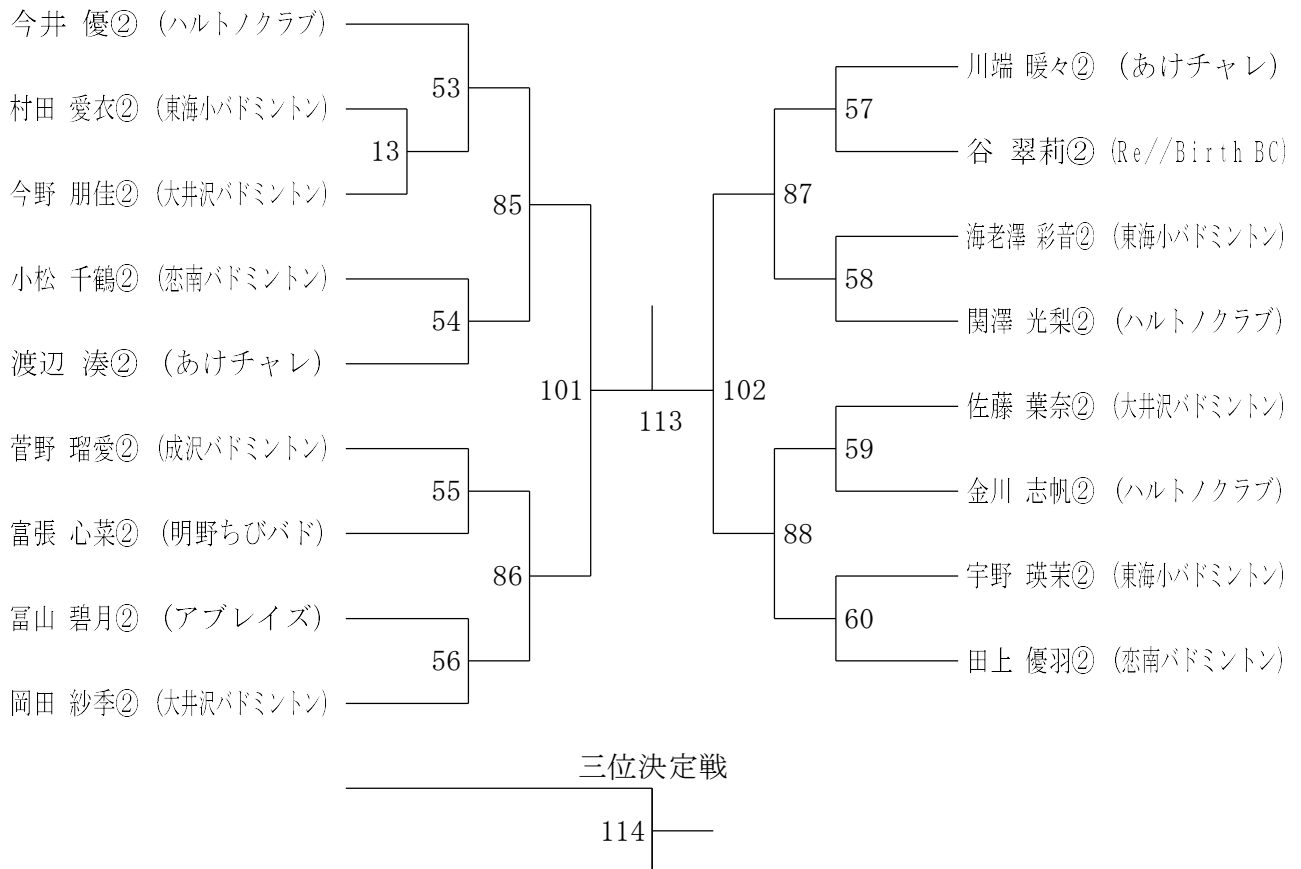 今井 優② (ハルトノクラブ)
53
村田 愛衣② (東海小バドミントン)
13
今野 朋佳② (大井沢バドミントン)
85
小松 千鶴② (恋南バドミントン)
54
渡辺 湊② (あけチャレ)
101
菅野 瑠愛② (成沢バドミントン)
55
富張 心菜② (明野ちびバド)
86
冨山 碧月② (アブレイズ)
56
岡田 紗季② (大井沢バドミントン)
113
川端 暖々② (あけチャレ)
57
谷 翠莉② (Re//Birth BC)
87
海老澤 彩音② (東海小バドミントン)
58
関澤 光梨② (ハルトノクラブ)
102
佐藤 葉奈② (大井沢バドミントン)
59
金川 志帆② (ハルトノクラブ)
88
宇野 瑛茉② (東海小バドミントン)
60
田上 優羽② (恋南バドミントン)
三位決定戦
114